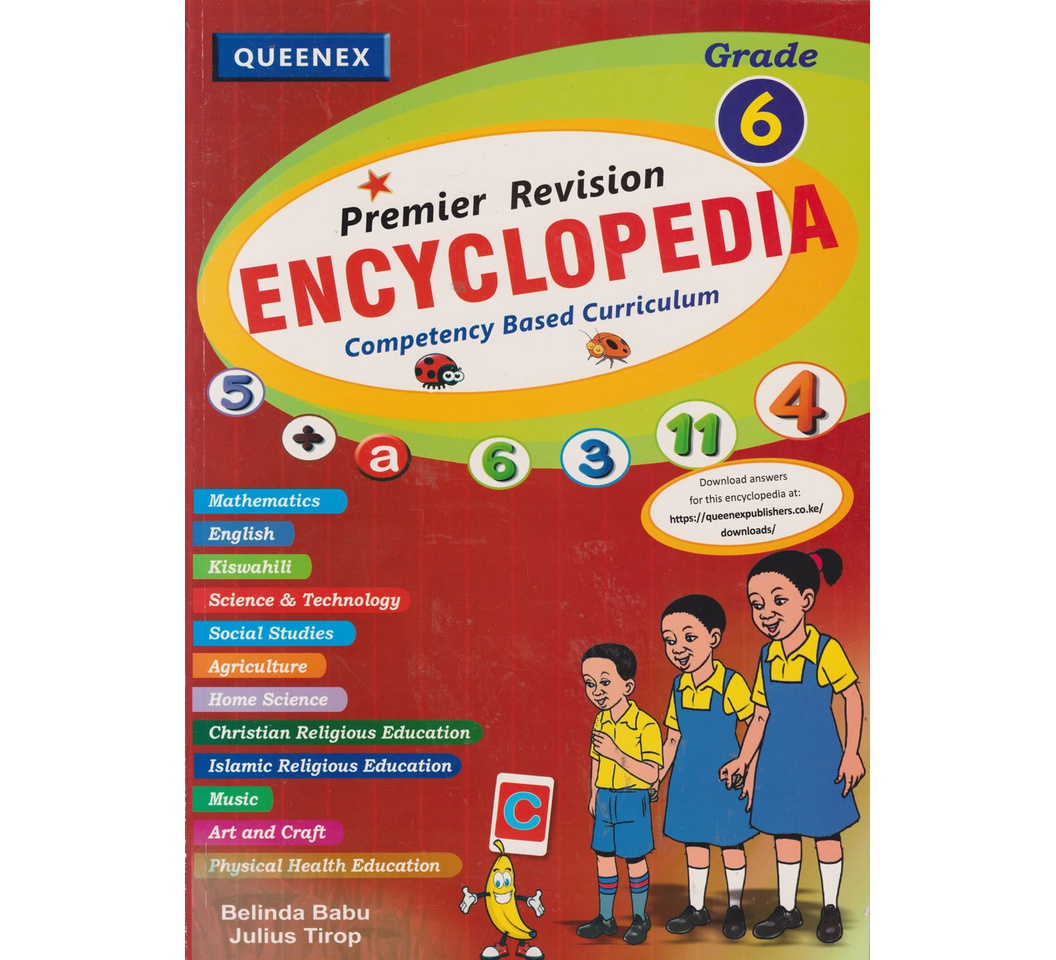 QUEENEX
Grade
6
Premier Revision
ENCYCLOPEDIA
Competency Based Curriculum
5
+
a
6
3
11
4
Download answers
for this encyclopedia at:
https://queenexpublishers.co.ke/
downloads/
Mathematics
English
Kiswahili
Science & Technology
Social Studies
Agriculture
Home Science
Christian Religious Education
Islamic Religious Education
Music
Art and Craft
Physical Health Education
C
Belinda Babu
Julius Tirop